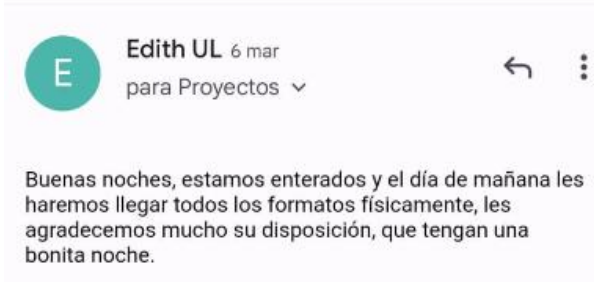 Edith UL 6 mar
E
para Proyectos
Buenas noches, estamos enterados y el día de mañana les
haremos llegar todos los formatos físicamente, les
agradecemos mucho su disposición, que tengan una
bonita noche.